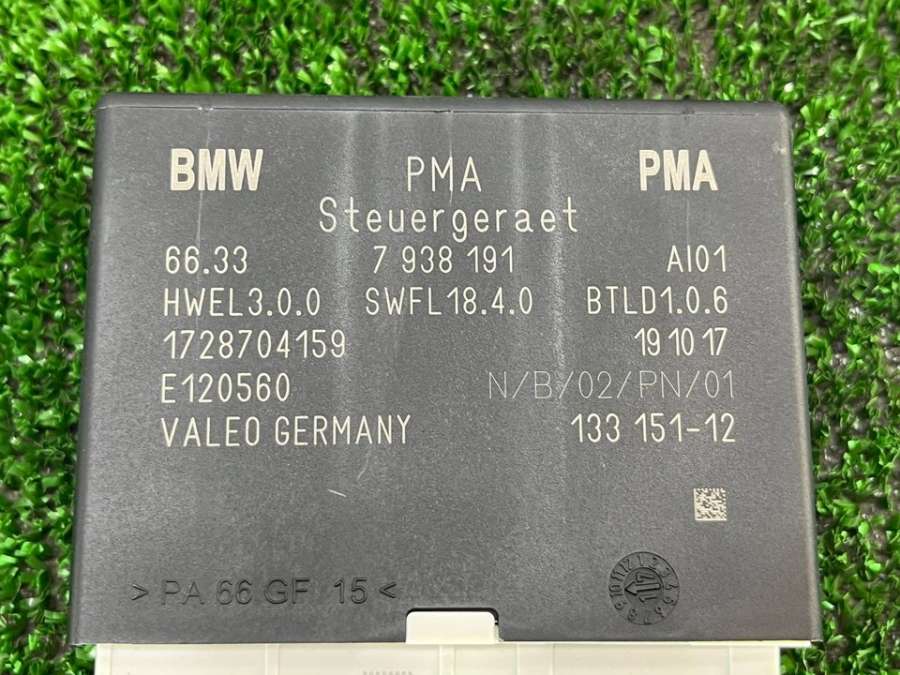 BMW PMA PMA
Steuergeraet
66.33 7 938 191 AI01
HWEL3.0.0 SWFL18.4.0 BTLD1.0.6
1728704159 19 10 17
E120560 N/B/02/PN/01
VALEO GERMANY 133 151-12
>PA 66 GF 15<